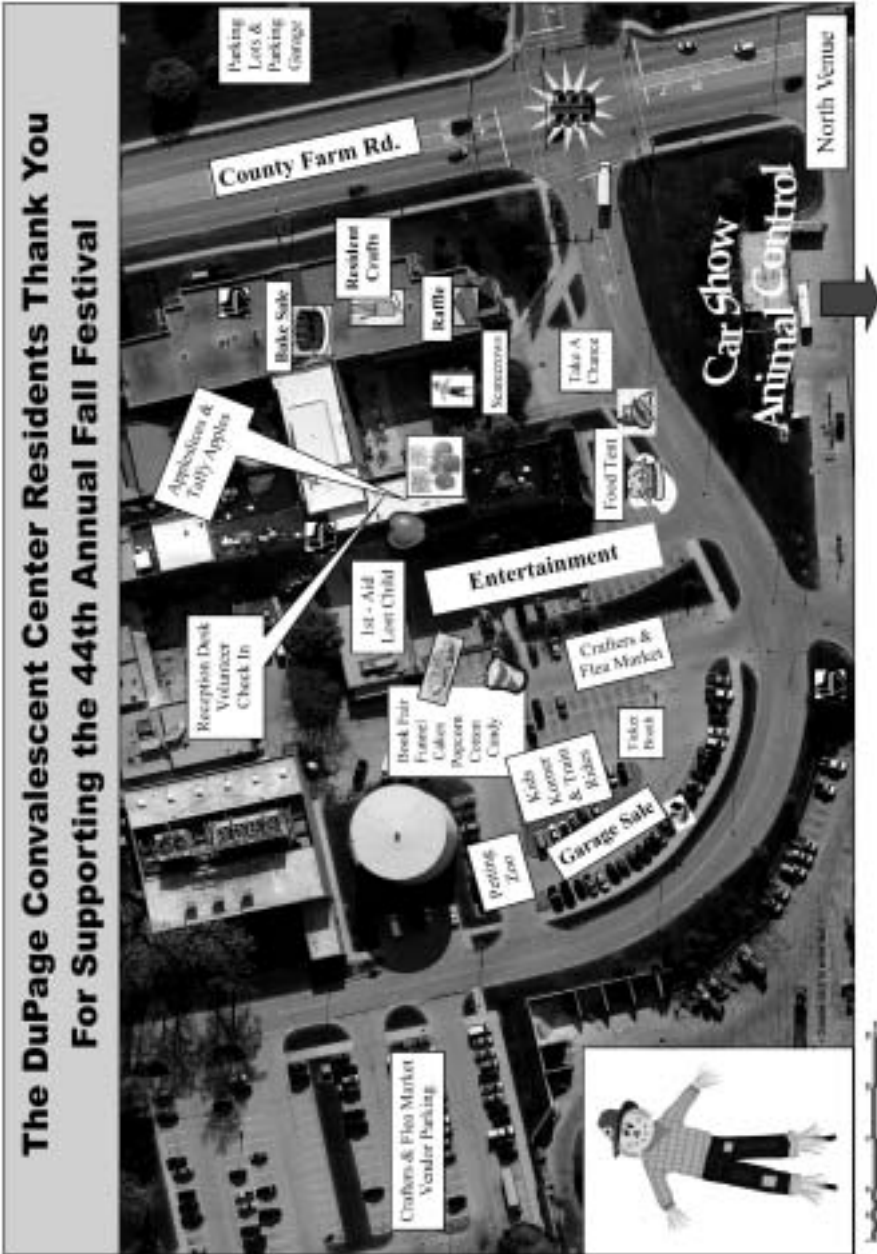 The DuPage Convalescent Center Residents Thank You
For Supporting the 44th Annual Fall Festival
Parking
Lots &
Parking
Garage
County Farm Rd.
Bake Sale
Resident
Crafts
Raffle
Scarecrows
Take A
Chance
Car Show
Animal Control
North Venue
Appleslices &
Taffy Apples
Food Tent
Reception Desk
Volunteer
Check In
1st - Aid
Lost Child
Entertainment
Book Fair
Funnel
Cakes
Popcorn
Cotton
Candy
Crafters &
Flea Market
Kids
Korner
& Train
Rides
Ticket
Booth
Petting
Zoo
Garage Sale
Crafters & Flea Market
Vender Parking